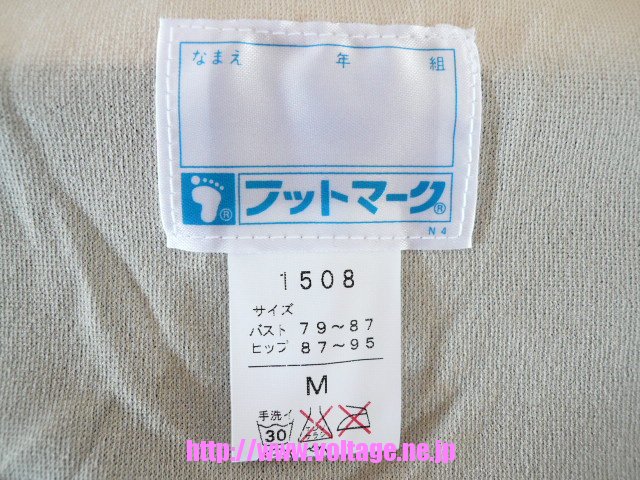 なまえ 年 組
® フットマーク®
N4
1508
サイズ
バスト 79〜87
ヒップ 87〜95
M
手洗イ
30
http://www.voltage.ne.jp